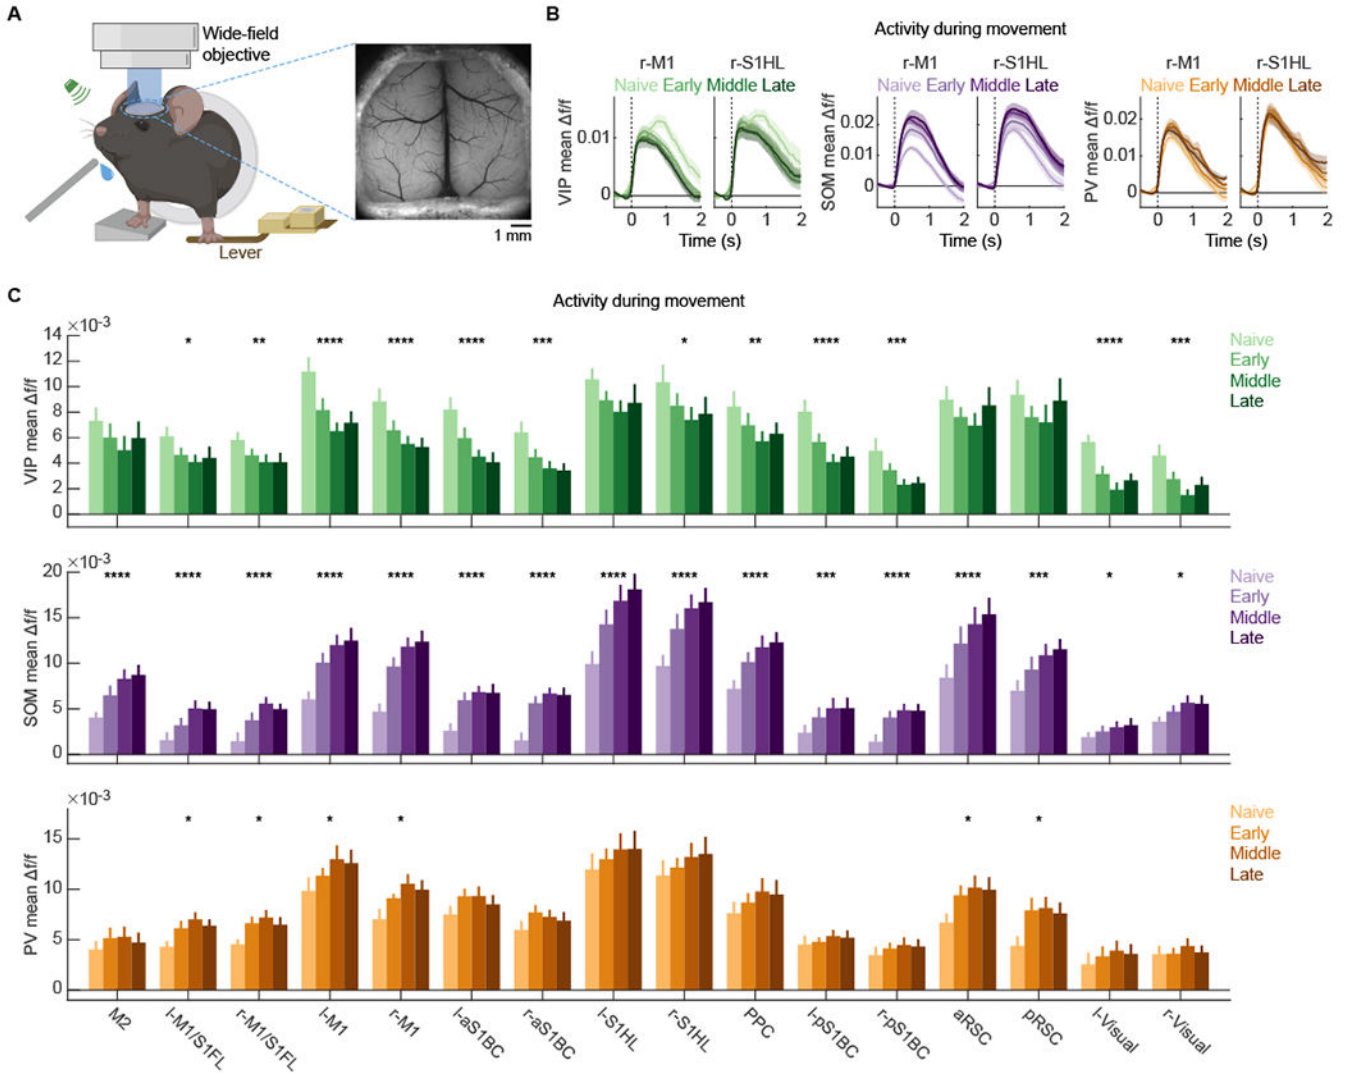 A
Wide-field
objective
1 mm
Lever
B
Activity during movement
r-M1 r-S1HL
Naive Early Middle Late
VIP mean Δf/f
0.01
0
0 1 2 0 1 2
Time (s)
r-M1 r-S1HL
Naive Early Middle Late
SOM mean Δf/f
0.02
0.01
0
0 1 2 0 1 2
Time (s)
r-M1 r-S1HL
Naive Early Middle Late
PV mean Δf/f
0.02
0.01
0
0 1 2 0 1 2
Time (s)
C
Activity during movement
×10-3
VIP mean Δf/f
14
12
10
8
6
4
2
0
* ** **** **** **** *** * ** **** *** **** ***
Naive
Early
Middle
Late
×10-3
SOM mean Δf/f
20
15
10
5
0
**** **** **** **** **** **** **** **** **** **** *** **** **** *** * *
Naive
Early
Middle
Late
×10-3
PV mean Δf/f
15
10
5
0
* * * * * *
Naive
Early
Middle
Late
M2
l-M1/S1FL
r-M1/S1FL
l-M1
r-M1
l-aS1BC
r-aS1BC
l-S1HL
r-S1HL
PPC
l-pS1BC
r-pS1BC
aRSC
pRSC
l-Visual
r-Visual